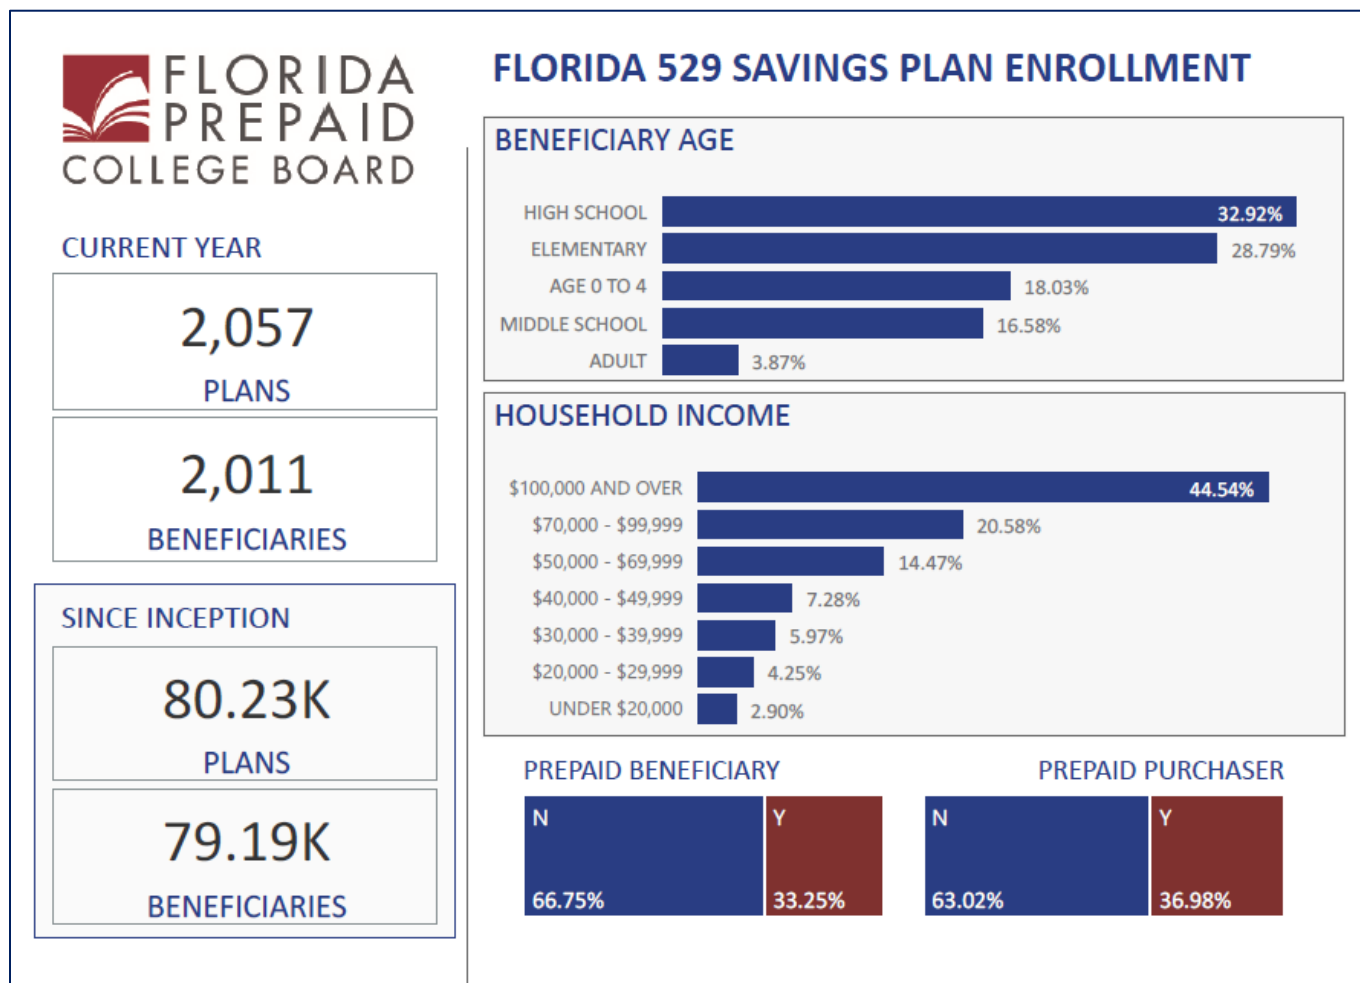 FLORIDA
PREPAID
COLLEGE BOARD
CURRENT YEAR
2,057
PLANS
2,011
BENEFICIARIES
SINCE INCEPTION
80.23K
PLANS
79.19K
BENEFICIARIES
FLORIDA 529 SAVINGS PLAN ENROLLMENT
BENEFICIARY AGE
HIGH SCHOOL 32.92%
ELEMENTARY 28.79%
AGE 0 TO 4 18.03%
MIDDLE SCHOOL 16.58%
ADULT 3.87%
HOUSEHOLD INCOME
$100,000 AND OVER 44.54%
$70,000 - $99,999 20.58%
$50,000 - $69,999 14.47%
$40,000 - $49,999 7.28%
$30,000 - $39,999 5.97%
$20,000 - $29,999 4.25%
UNDER $20,000 2.90%
PREPAID BENEFICIARY
N Y
66.75% 33.25%
PREPAID PURCHASER
N Y
63.02% 36.98%